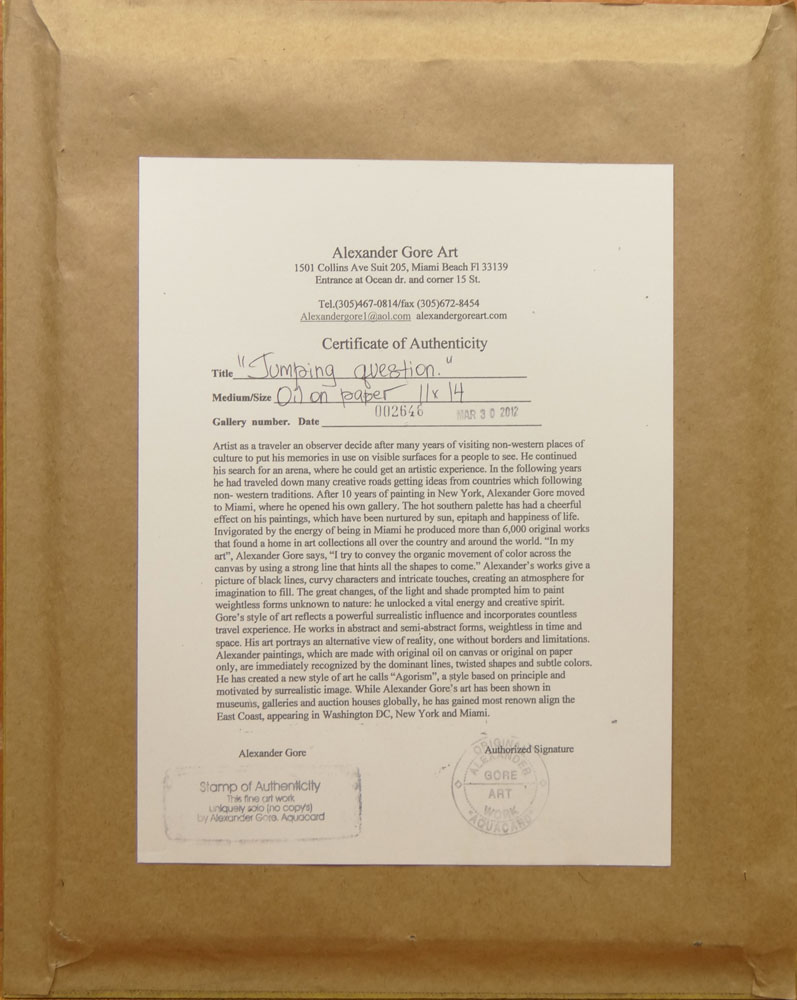 Alexander Gore Art
1501 Collins Ave Suit 205, Miami Beach Fl 33139
Entrance at Ocean dr. and corner 15 St.
Tel.(305)467-0814/fax (305)672-8454
Alexandergore1@aol.com alexandergoreart.com
Certificate of Authenticity
Title "Jumping question."
Medium/Size Oil on paper 11x14
002646 MAR 30 2012
Gallery number. Date
Artist as a traveler an observer decide after many years of visiting non-western places of
culture to put his memories in use on visible surfaces for a people to see. He continued
his search for an arena, where he could get an artistic experience. In the following years
he had traveled down many creative roads getting ideas from countries which following
non- western traditions. After 10 years of painting in New York, Alexander Gore moved
to Miami, where he opened his own gallery. The hot southern palette has had a cheerful
effect on his paintings, which have been nurtured by sun, epitaph and happiness of life.
Invigorated by the energy of being in Miami he produced more than 6,000 original works
that found a home in art collections all over the country and around the world. “In my
art”, Alexander Gore says, “I try to convey the organic movement of color across the
canvas by using a strong line that hints all the shapes to come.” Alexander's works give a
picture of black lines, curvy characters and intricate touches, creating an atmosphere for
imagination to fill. The great changes, of the light and shade prompted him to paint
weightless forms unknown to nature: he unlocked a vital energy and creative spirit.
Gore's style of art reflects a powerful surrealistic influence and incorporates countless
travel experience. He works in abstract and semi-abstract forms, weightless in time and
space. His art portrays an alternative view of reality, one without borders and limitations.
Alexander paintings, which are made with original oil on canvas or original on paper
only, are immediately recognized by the dominant lines, twisted shapes and subtle colors.
He has created a new style of art he calls “Agorism”, a style based on principle and
motivated by surrealistic image. While Alexander Gore's art has been shown in
museums, galleries and auction houses globally, he has gained most renown align the
East Coast, appearing in Washington DC, New York and Miami.
Alexander Gore
Authorized Signature
Stamp of Authenticity
This fine art work
uniquely solo (no copy's)
by Alexander Gore. Aquacard
ORIGINAL
ALEXANDER
GORE
ART
WORK
AQUACARD